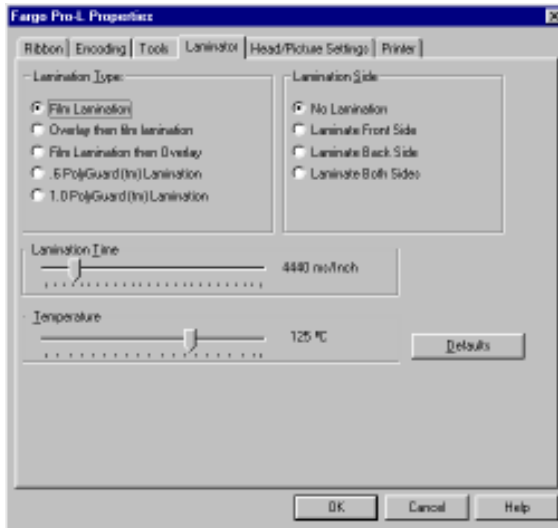 Fargo Pro-L Properties
Ribbon Encoding Tools Laminator Head/Picture Settings Printer
Lamination Type:
Film Lamination
Overlay then film lamination
Film Lamination then Overlay
.6 PolyGuard(tm) Lamination
1.0 PolyGuard(tm) Lamination
Lamination Side
No Lamination
Laminate Front Side
Laminate Back Side
Laminate Both Sides
Lamination Time
4440 ms/Inch
Temperature
125 ºC
Defaults
OK Cancel Help